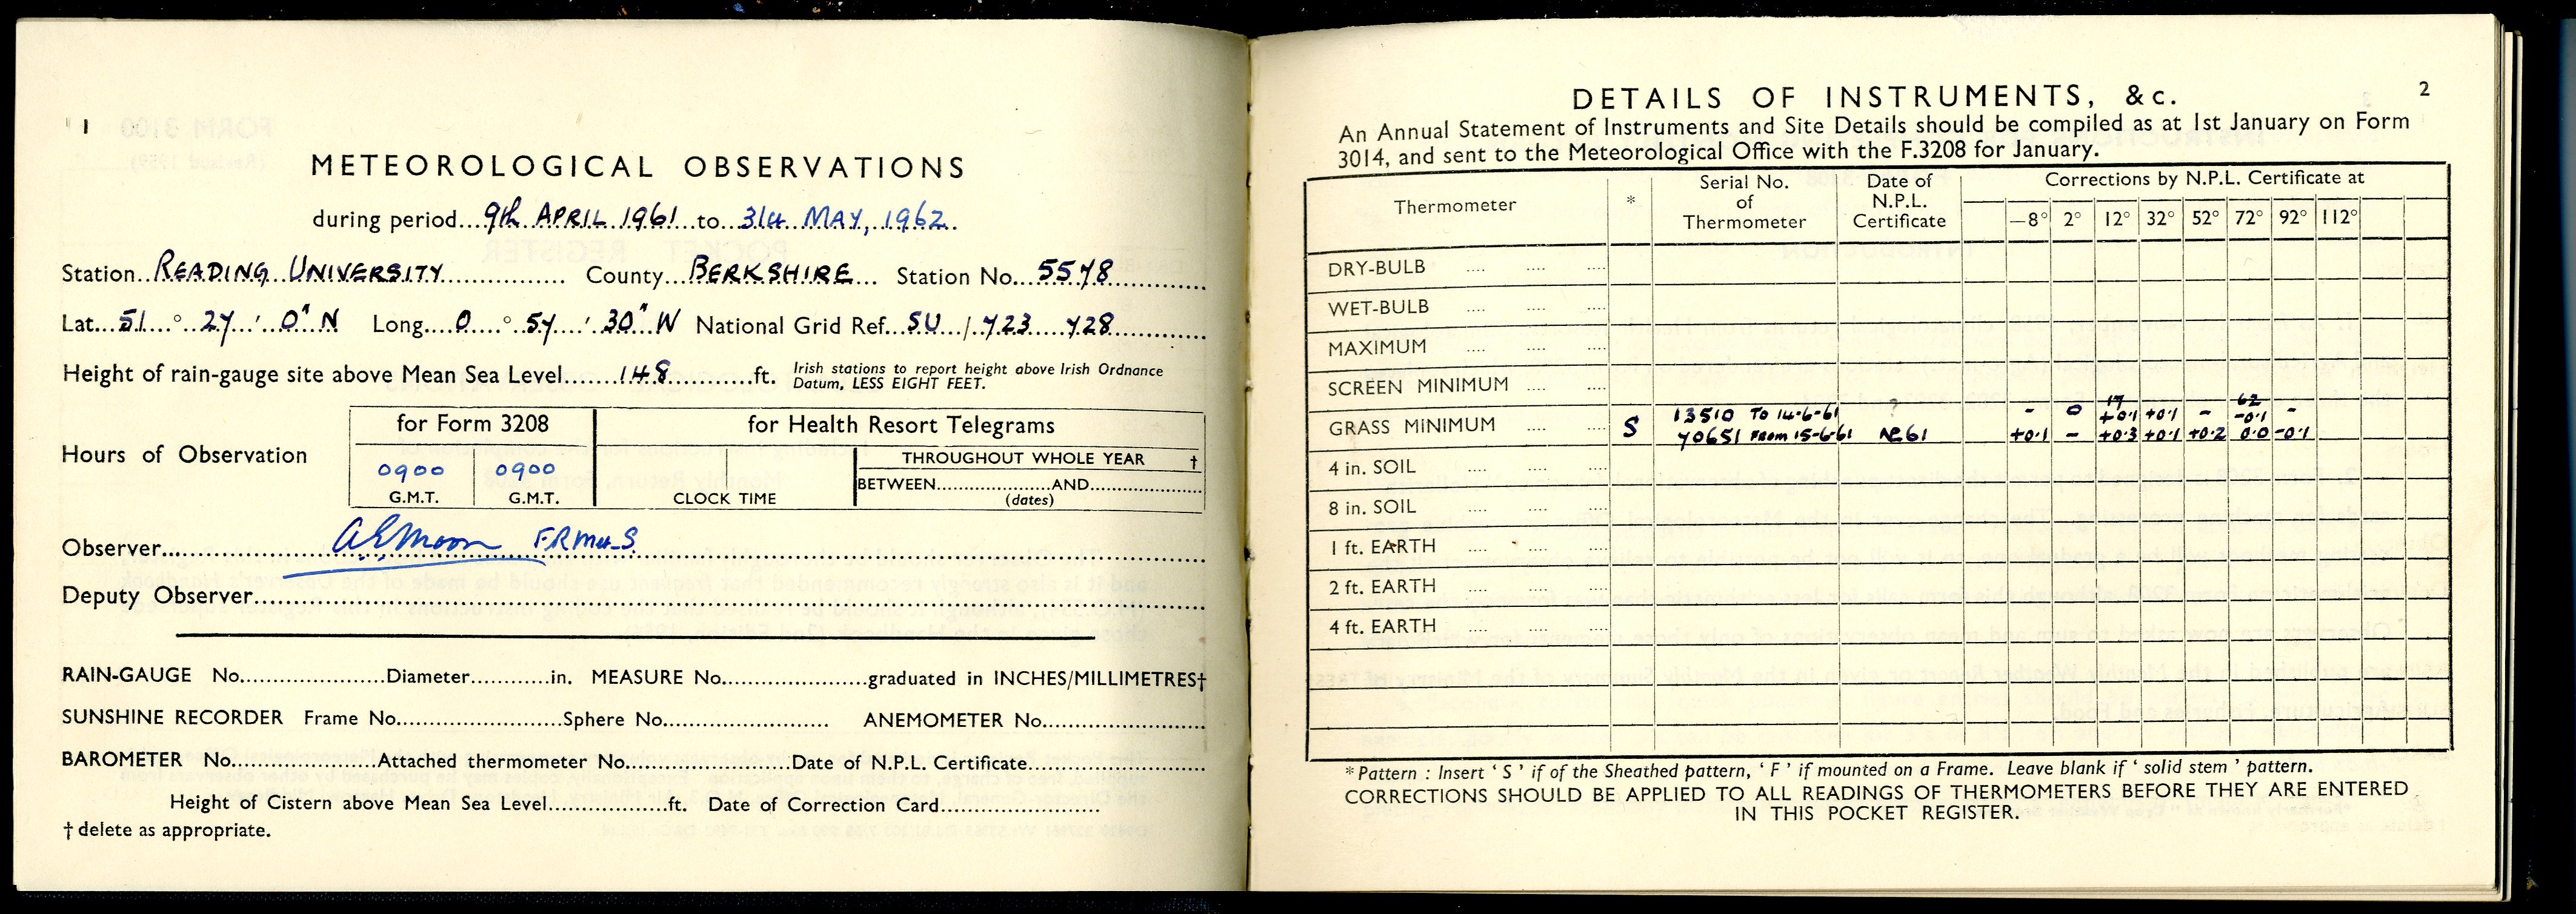 1
METEOROLOGICAL OBSERVATIONS
during period...9th APRIL 1961...to...31st MAY, 1962.
Station...READING UNIVERSITY... County...BERKSHIRE... Station No....5578...
Lat...51...°...27...'...0" N Long....0....°...57...'...30" W National Grid Ref...SU.../...723....728...
Height of rain-gauge site above Mean Sea Level......148......ft. Irish stations to report height above Irish Ordnance
Datum, LESS EIGHT FEET.
for Form 3208 for Health Resort Telegrams
Hours of Observation
THROUGHOUT WHOLE YEAR †
0900 0900
BETWEEN...................AND...................
G.M.T. G.M.T. CLOCK TIME (dates)
Observer... A E Moon F.R.Met.S.
Deputy Observer...
RAIN-GAUGE No...................Diameter...........in. MEASURE No...................graduated in INCHES/MILLIMETRES†
SUNSHINE RECORDER Frame No...................Sphere No................... ANEMOMETER No...................
BAROMETER No...................Attached thermometer No...................Date of N.P.L. Certificate...................
Height of Cistern above Mean Sea Level................ft. Date of Correction Card...................
† delete as appropriate.
2
DETAILS OF INSTRUMENTS, &c.
An Annual Statement of Instruments and Site Details should be compiled as at 1st January on Form
3014, and sent to the Meteorological Office with the F.3208 for January.
Thermometer * Serial No. of Thermometer Date of N.P.L. Certificate Corrections by N.P.L. Certificate at
—8° 2° 12° 32° 52° 72° 92° 112°
DRY-BULB .... .... ....
WET-BULB .... .... ....
MAXIMUM .... ....
SCREEN MINIMUM .... ....
17 62
13510 TO 14-6-61 ? - 0 +0.1 +0.1 - -0.1 -
GRASS MINIMUM .... .... S
70651 FROM 15-6-61 61 +0.1 - +0.3 +0.1 +0.2 0.0 -0.1
4 in. SOIL .... .... ....
8 in. SOIL .... .... ....
1 ft. EARTH .... .... ....
2 ft. EARTH .... .... ....
4 ft. EARTH .... .... ....
* Pattern : Insert ' S ' if of the Sheathed pattern, ' F ' if mounted on a Frame. Leave blank if ' solid stem ' pattern.
CORRECTIONS SHOULD BE APPLIED TO ALL READINGS OF THERMOMETERS BEFORE THEY ARE ENTERED
IN THIS POCKET REGISTER.